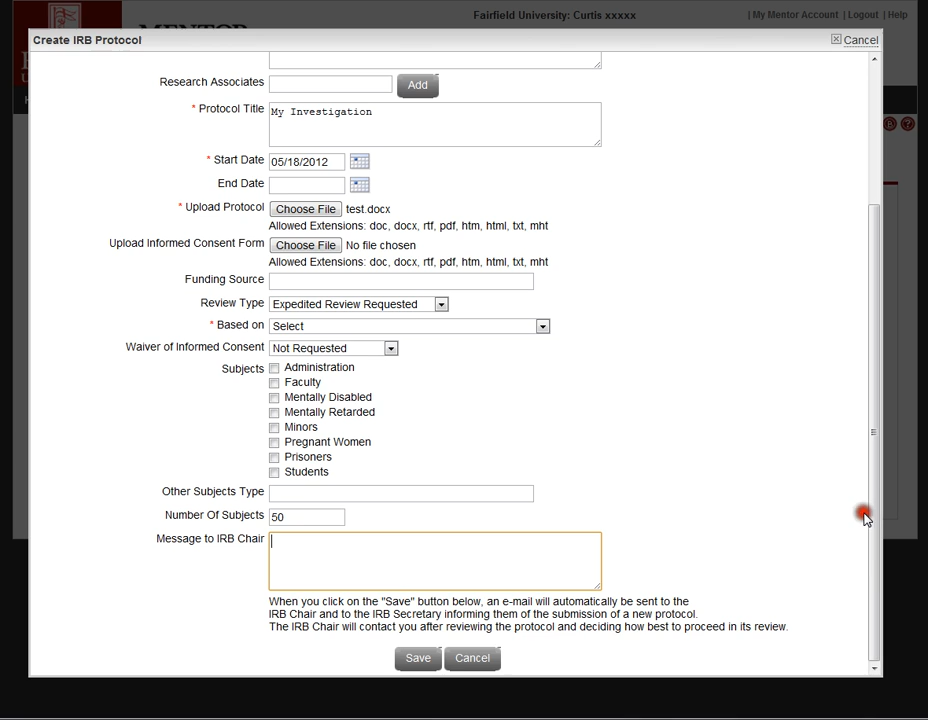 MENTOR
Fairfield University: Curtis xxxxx
| My Mentor Account | Logout | Help
Create IRB Protocol
Cancel
Research Associates
Add
* Protocol Title
My Investigation
* Start Date
05/18/2012
End Date
* Upload Protocol
Choose File test.docx
Allowed Extensions: doc, docx, rtf, pdf, htm, html, txt, mht
Upload Informed Consent Form
Choose File No file chosen
Allowed Extensions: doc, docx, rtf, pdf, htm, html, txt, mht
Funding Source
Review Type
Expedited Review Requested
* Based on
Select
Waiver of Informed Consent
Not Requested
Subjects
Administration
Faculty
Mentally Disabled
Mentally Retarded
Minors
Pregnant Women
Prisoners
Students
Other Subjects Type
Number Of Subjects
50
Message to IRB Chair
When you click on the "Save" button below, an e-mail will automatically be sent to the
IRB Chair and to the IRB Secretary informing them of the submission of a new protocol.
The IRB Chair will contact you after reviewing the protocol and deciding how best to proceed in its review.
Save
Cancel